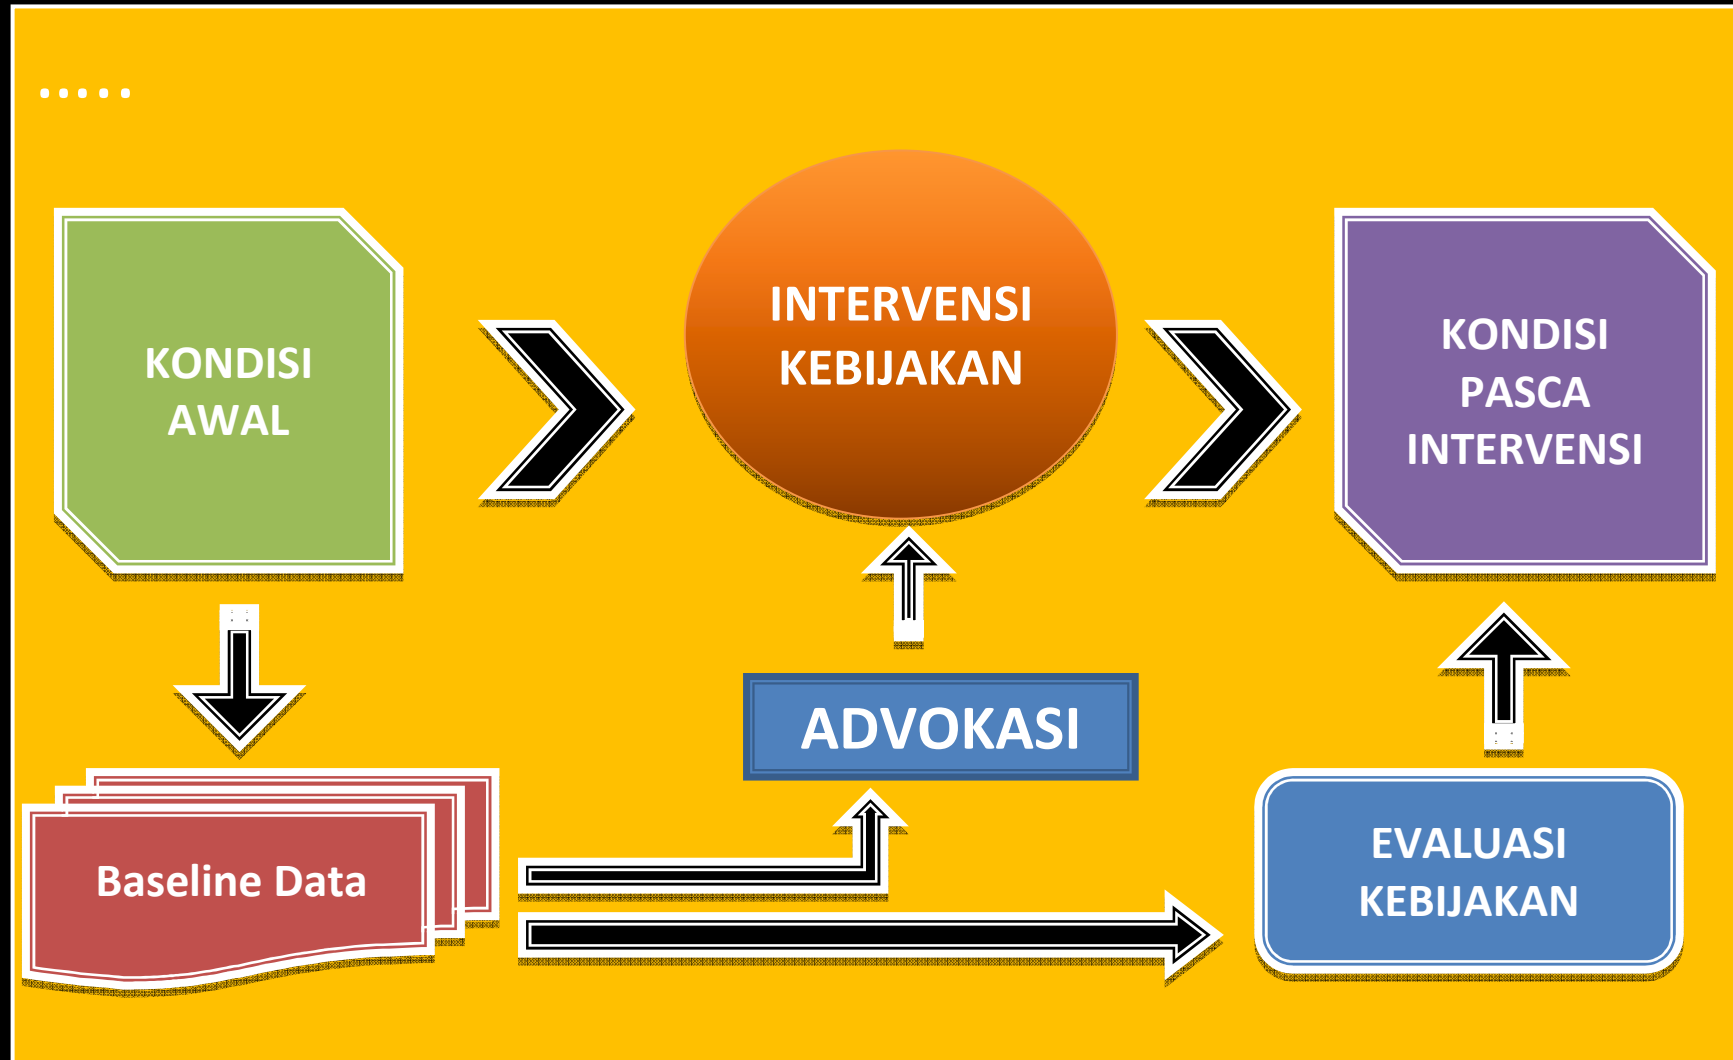 .....
KONDISI
AWAL
INTERVENSI
KEBIJAKAN
KONDISI
PASCA
INTERVENSI
ADVOKASI
Baseline Data
EVALUASI
KEBIJAKAN